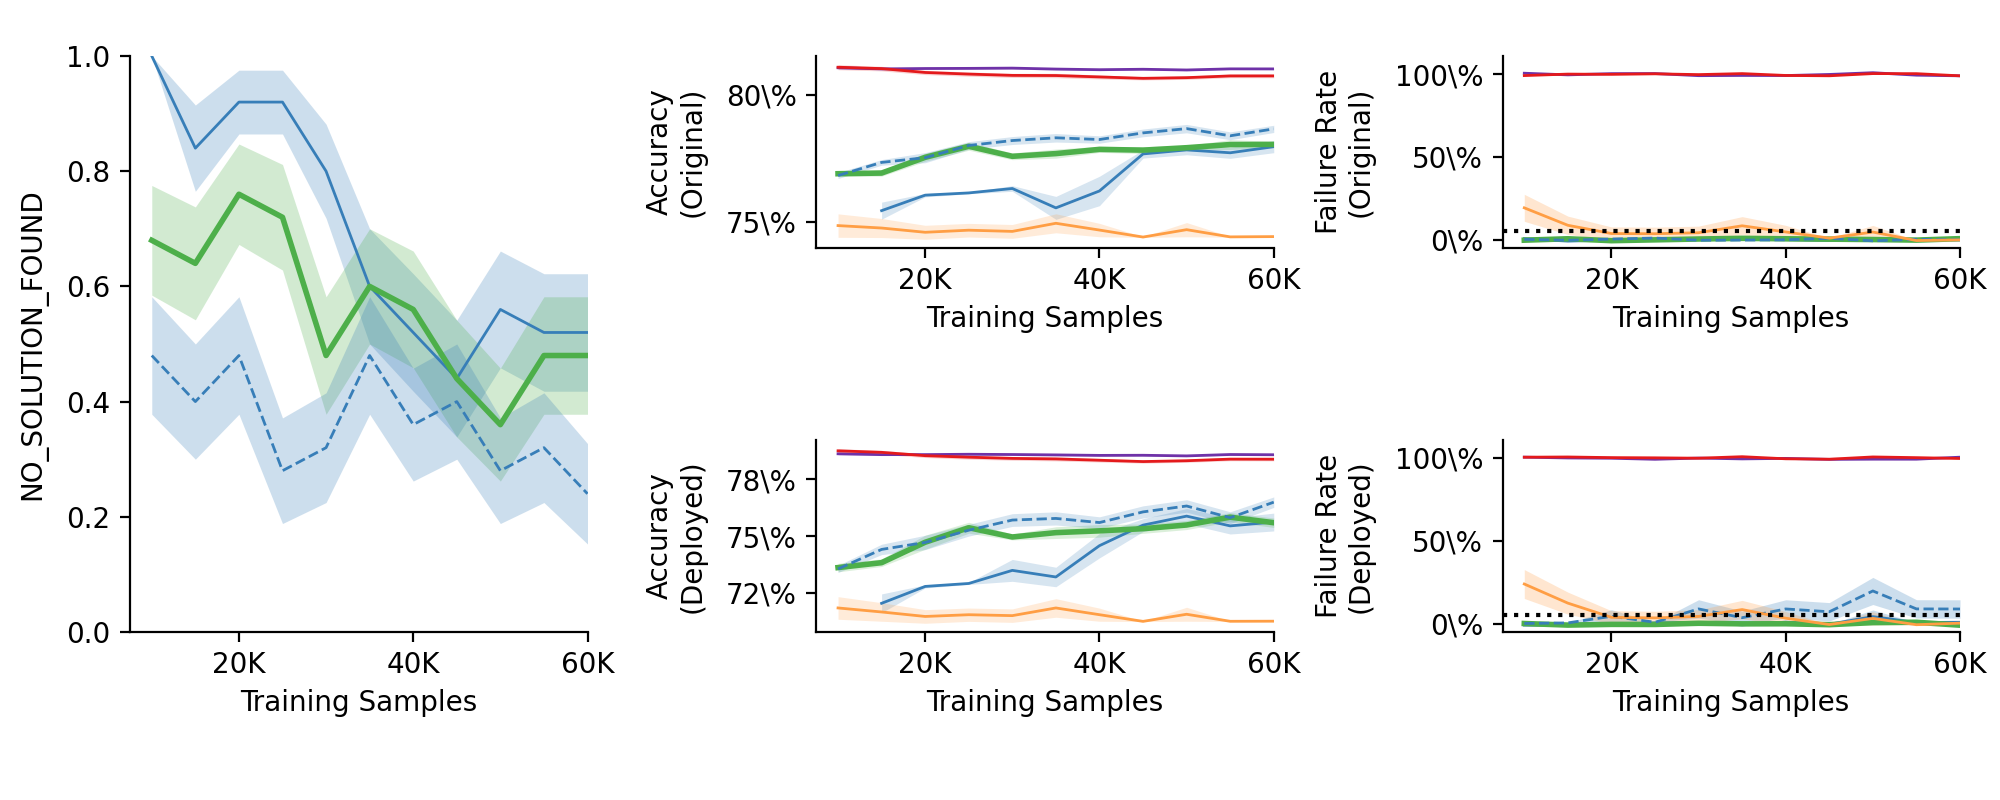 NO_SOLUTION_FOUND
1.0
0.8
0.6
0.4
0.2
0.0
20K 40K 60K
Training Samples
Accuracy
(Original)
80\%
75\%
20K 40K 60K
Training Samples
Failure Rate
(Original)
100\%
50\%
0\%
20K 40K 60K
Training Samples
Accuracy
(Deployed)
78\%
75\%
72\%
20K 40K 60K
Training Samples
Failure Rate
(Deployed)
100\%
50\%
0\%
20K 40K 60K
Training Samples